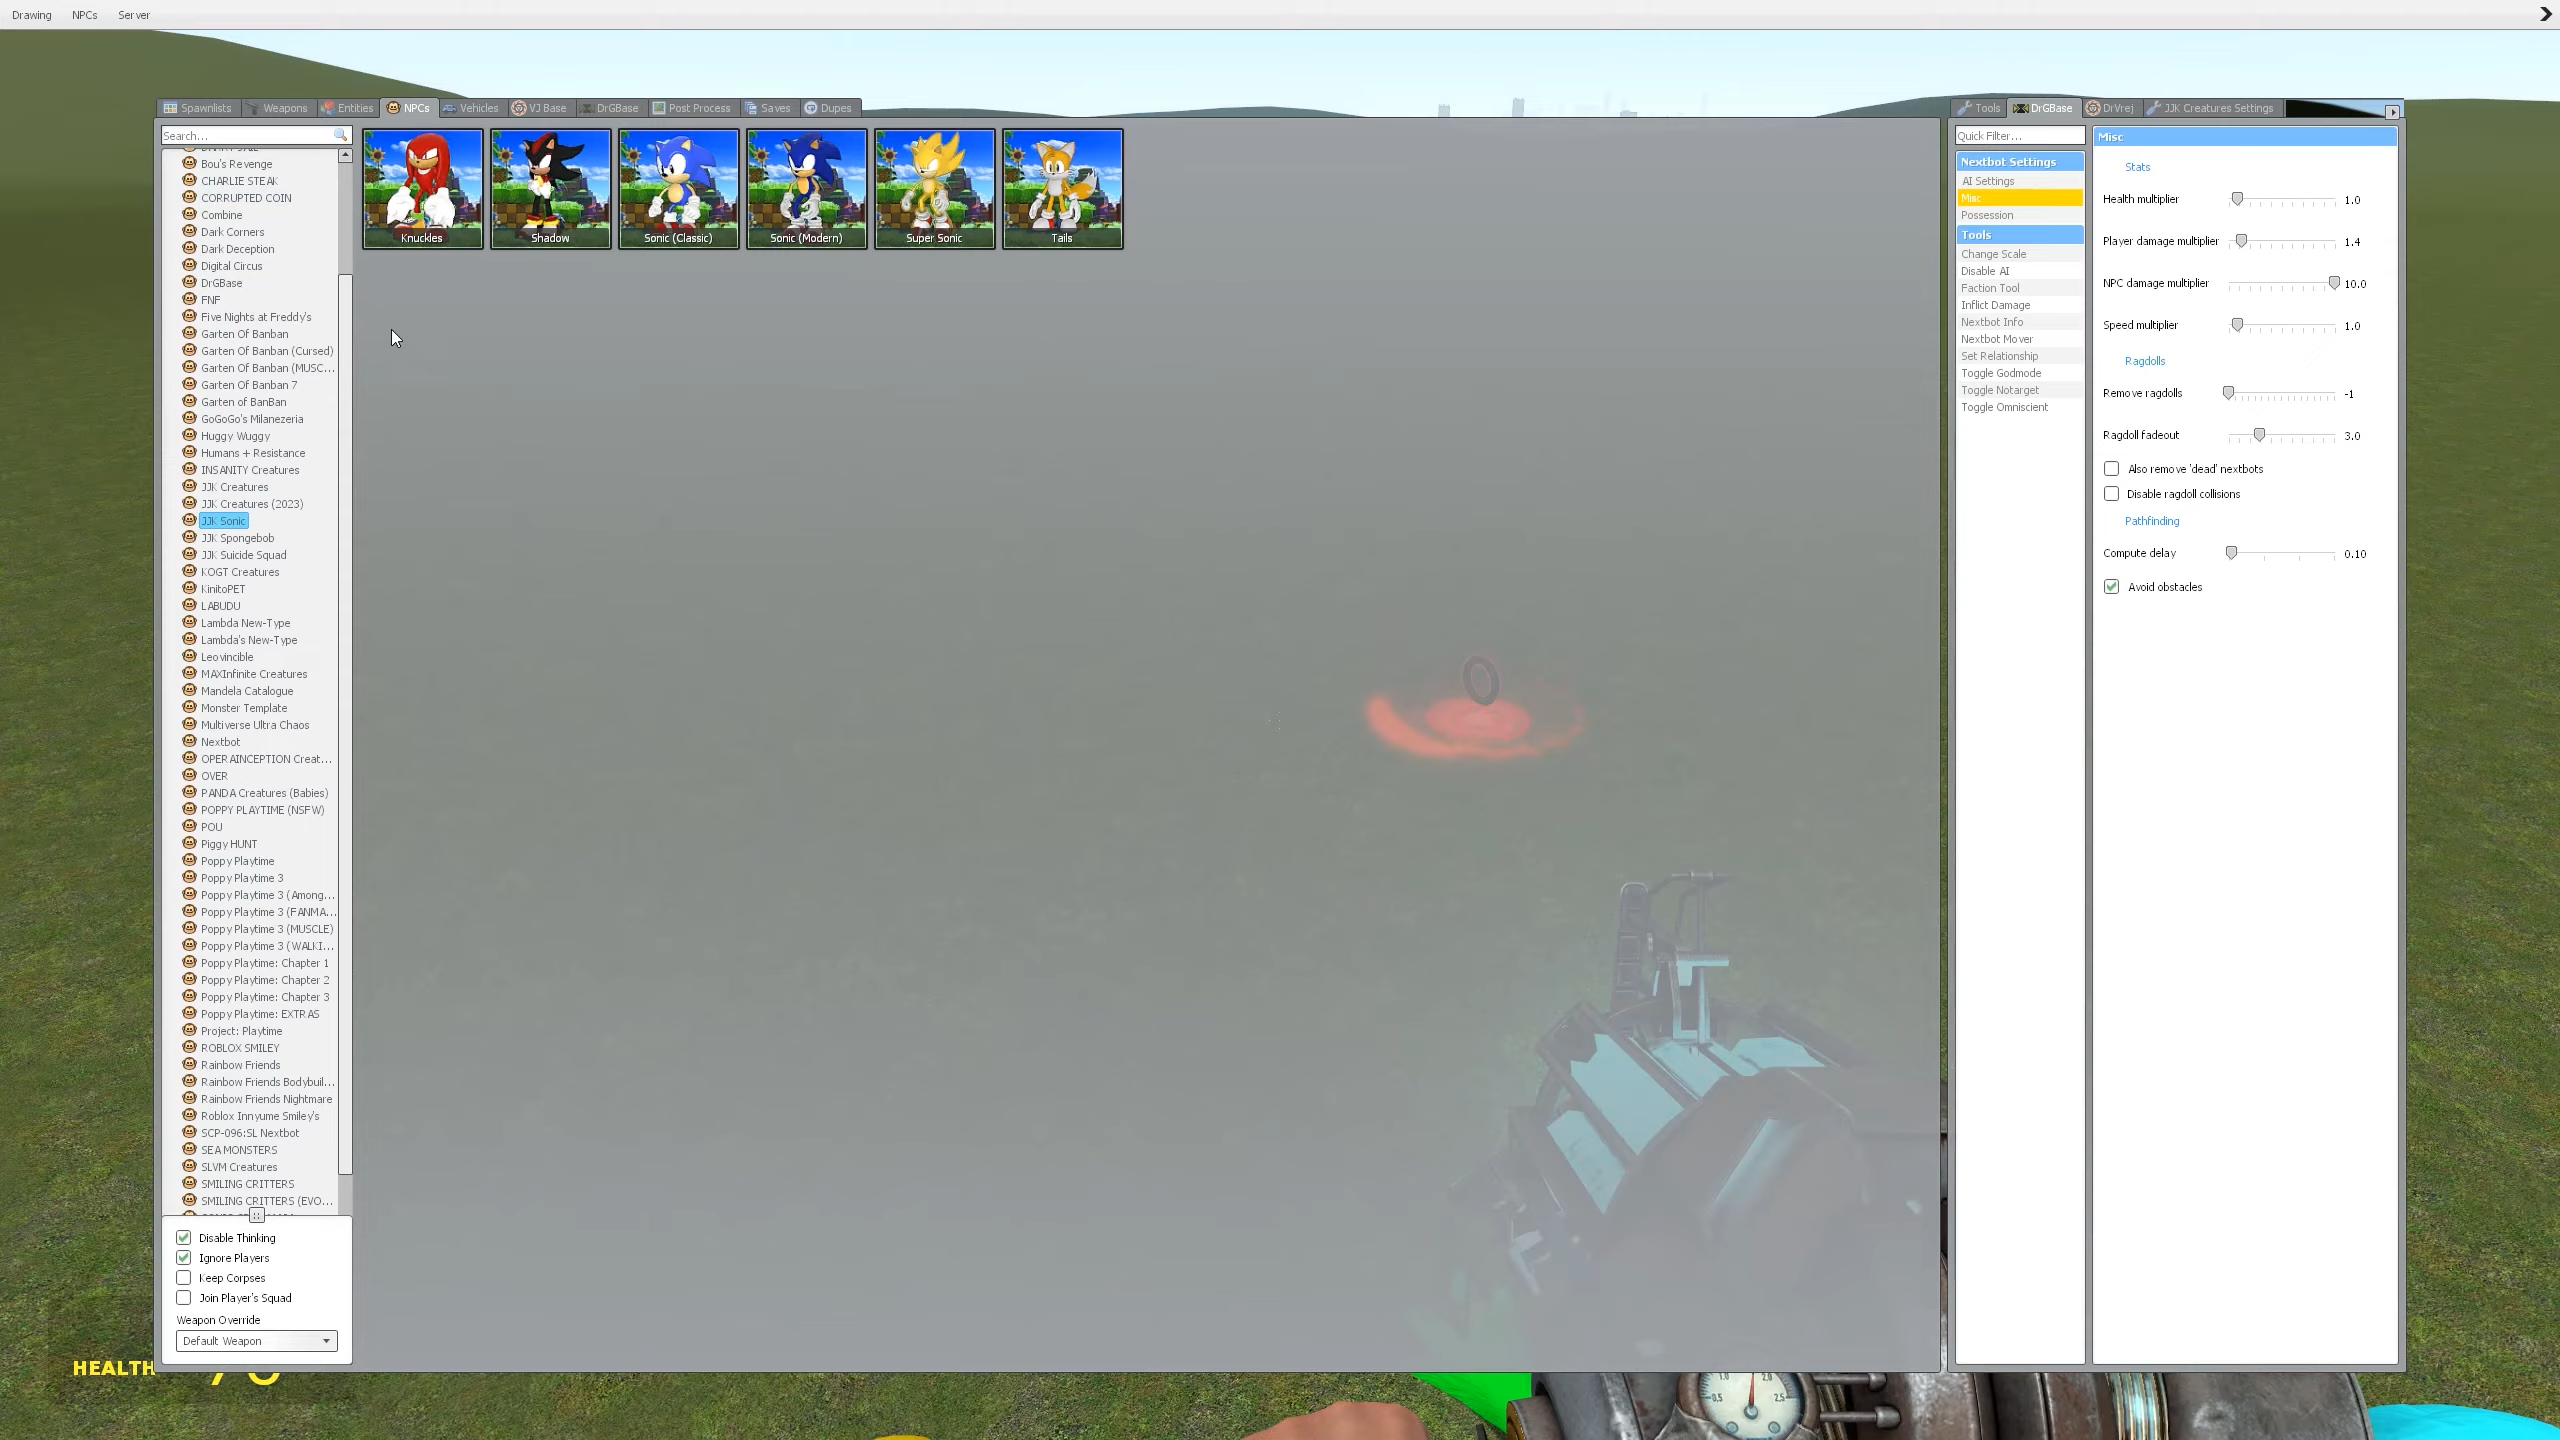 Drawing NPCs Server
Spawnlists Weapons Entities NPCs Vehicles VJ Base DrGBase Post Process Saves Dupes
Search...
Bou's Revenge
CHARLIE STEAK
CORRUPTED COIN
Combine
Dark Corners
Dark Deception
Digital Circus
DrGBase
FNF
Five Nights at Freddy's
Garten Of Banban
Garten Of Banban (Cursed)
Garten Of Banban (MUSC...
Garten Of Banban 7
Garten of BanBan
GoGoGo's Milanezeria
Huggy Wuggy
Humans + Resistance
INSANITY Creatures
JJK Creatures
JJK Creatures (2023)
JJK Sonic
JJK Spongebob
JJK Suicide Squad
KOGT Creatures
KinitoPET
LABUDU
Lambda New-Type
Lambda's New-Type
Leovincible
MAXInfinite Creatures
Mandela Catalogue
Monster Template
Multiverse Ultra Chaos
Nextbot
OPERAINCEPTION Creat...
OVER
PANDA Creatures (Babies)
POPPY PLAYTIME (NSFW)
POU
Piggy HUNT
Poppy Playtime
Poppy Playtime 3
Poppy Playtime 3 (Among...
Poppy Playtime 3 (FANMA...
Poppy Playtime 3 (MUSCLE)
Poppy Playtime 3 (WALKI...
Poppy Playtime: Chapter 1
Poppy Playtime: Chapter 2
Poppy Playtime: Chapter 3
Poppy Playtime: EXTRAS
Project: Playtime
ROBLOX SMILEY
Rainbow Friends
Rainbow Friends Bodybuil...
Rainbow Friends Nightmare
Roblox Innyume Smiley's
SCP-096:SL Nextbot
SEA MONSTERS
SLVM Creatures
SMILING CRITTERS
SMILING CRITTERS (EVO...
Disable Thinking
Ignore Players
Keep Corpses
Join Player's Squad
Weapon Override
Default Weapon
HEALTH
Knuckles Shadow Sonic (Classic) Sonic (Modern) Super Sonic Tails
Tools DrGBase DrVrej JJK Creatures Settings
Quick Filter...
Nextbot Settings
AI Settings
Misc
Possession
Tools
Change Scale
Disable AI
Faction Tool
Inflict Damage
Nextbot Info
Nextbot Mover
Set Relationship
Toggle Godmode
Toggle Notarget
Toggle Omniscient
Misc
Stats
Health multiplier 1.0
Player damage multiplier 1.4
NPC damage multiplier 10.0
Speed multiplier 1.0
Ragdolls
Remove ragdolls -1
Ragdoll fadeout 3.0
Also remove 'dead' nextbots
Disable ragdoll collisions
Pathfinding
Compute delay 0.10
Avoid obstacles
1.0 2.0
0.5 2.5